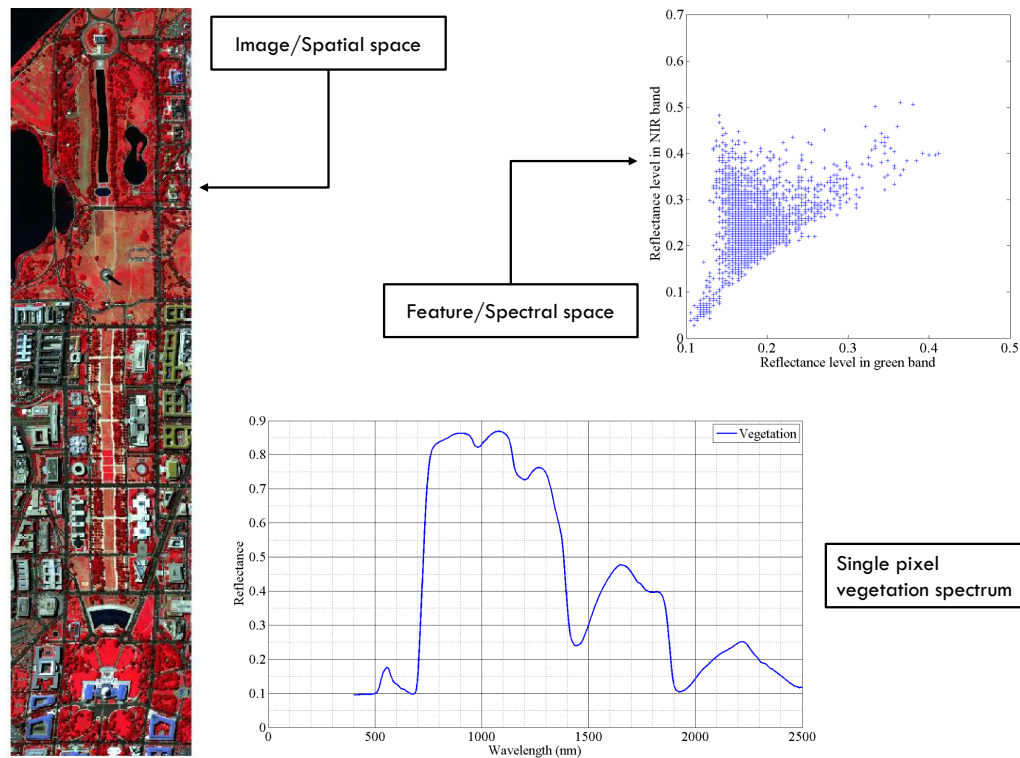 Image/Spatial space
0.7
0.6
0.5
0.4
0.3
0.2
0.1
0
Reflectance level in NIR band
0.1 0.2 0.3 0.4 0.5
Reflectance level in green band
Feature/Spectral space
0.9
0.8
0.7
0.6
0.5
0.4
0.3
0.2
0.1
0
Reflectance
Vegetation
0 500 1000 1500 2000 2500
Wavelength (nm)
Single pixel
vegetation spectrum